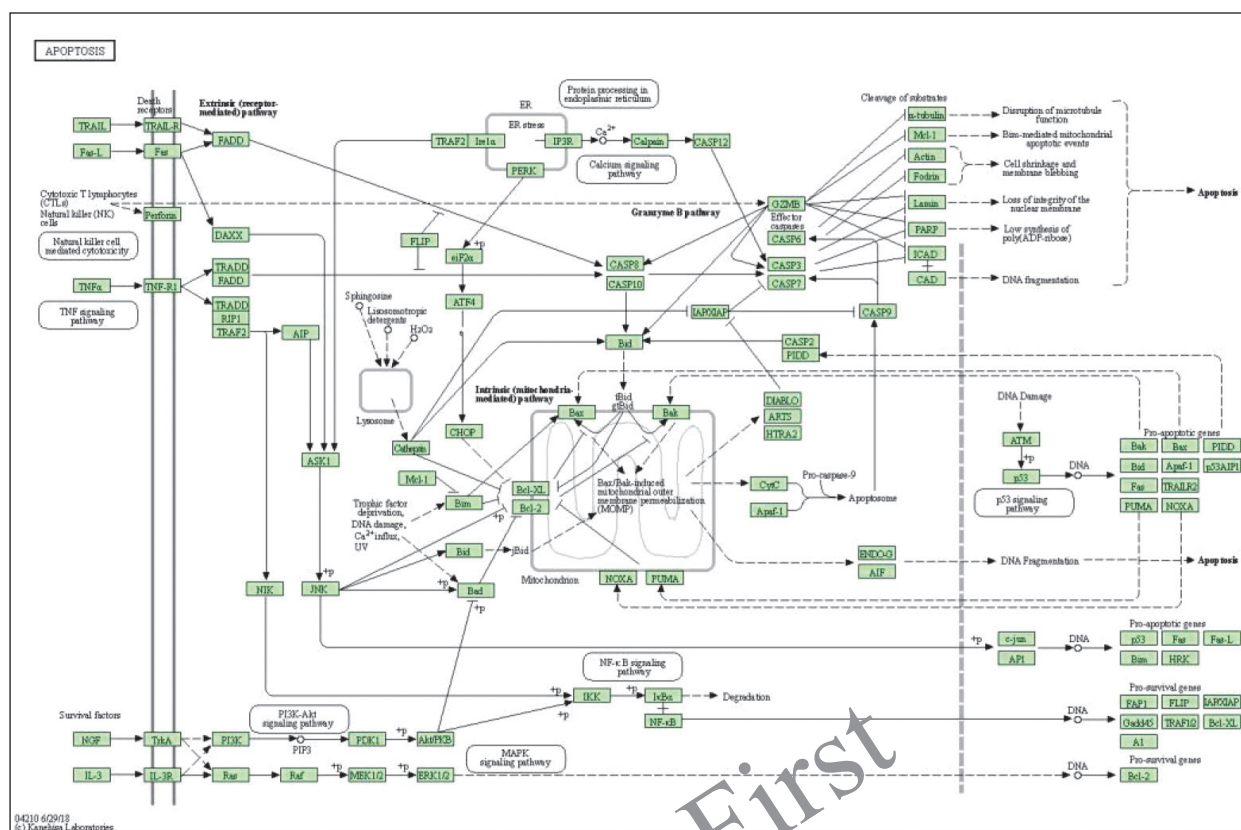 APOPTOSIS
Death
receptors
Extrinsic (receptor-
mediated) pathway
TRAIL
TRAIL-R
FADD
Fas-L
Fas
Cytotoxic T lymphocytes
(CTLs)
Natural killer (NK)
cells
Perforin
Natural killer cell
mediated cytotoxicity
DAXX
TRADD
FADD
TNFα
TNF-R1
TRADD
RIP1
TRAF2
TNF signaling
pathway
AIP
ER
ER stress
TRAF2
Ire1α
IP3R
Ca2+
Calpain
CASP12
PERK
Protein processing in
endoplasmic reticulum
Calcium signaling
pathway
Granzyme B pathway
GZMB
Effector
caspases
CASP6
CASP3
CASP7
FLIP
+p
eiF2α
ATF4
CASP8
CASP10
Sphingosine
Lisosomotropic
detergents
H2O2
IAP/XIAP
CASP9
Bid
CASP2
PIDD
Cleavage of substrates
α-tubulin
Mcl-1
Actin
Fodrin
Lamin
PARP
ICAD
CAD
Disruption of microtubule
function
Bim-mediated mitochondrial
apoptotic events
Cell shrinkage and
membrane blebbing
Loss of integrity of the
nuclear membrane
Low synthesis of
poly(ADP-ribose)
DNA fragmentation
Apoptosis
Lysosome
Intrinsic (mitochondria-
mediated) pathway
tBid
gtBid
Bax
Bak
DIABLO
ARTS
HTRA2
CHOP
Cathepsin
ASK1
Mcl-1
Bim
Bcl-XL
Bcl-2
+p
Bax/Bak-induced
mitochondrial outer
membrane permeabilization
(MOMP)
CytC
Apaf-1
Pro-caspase-9
Apoptosome
Trophic factor
deprivation,
DNA damage,
Ca2+ influx,
UV
Bid
jBid
+p
Bad
+p
Mitochondrion
NOXA
PUMA
ENDO-G
AIF
DNA Fragmentation
Apoptosis
DNA Damage
ATM
+p
p53
DNA
p53 signaling
pathway
Pro-apoptotic genes
Bak
Bax
PIDD
Bid
Apaf-1
p53AIP1
Fas
TRAILR2
PUMA
NOXA
NIK
+p
JNK
+p
c-jun
AP1
DNA
Pro-apoptotic genes
p53
Fas
Fas-L
Bim
HRK
NF-κB signaling
pathway
+p
IKK
+p
IκBα
Degradation
NF-κB
DNA
Pro-survival genes
FAP1
FLIP
IAP/XIAP
Gadd45
TRAF1/2
Bcl-XL
A1
Survival factors
PI3K-Akt
signaling pathway
NGF
TrkA
PI3K
PIP3
PDK1
+p
Akt/PKB
+p
MAPK
signaling pathway
IL-3
IL-3R
Ras
Raf
+p
MEK1/2
+p
ERK1/2
DNA
Pro-survival genes
Bcl-2
First
04210 6/29/18
(c) Kanehisa Laboratories